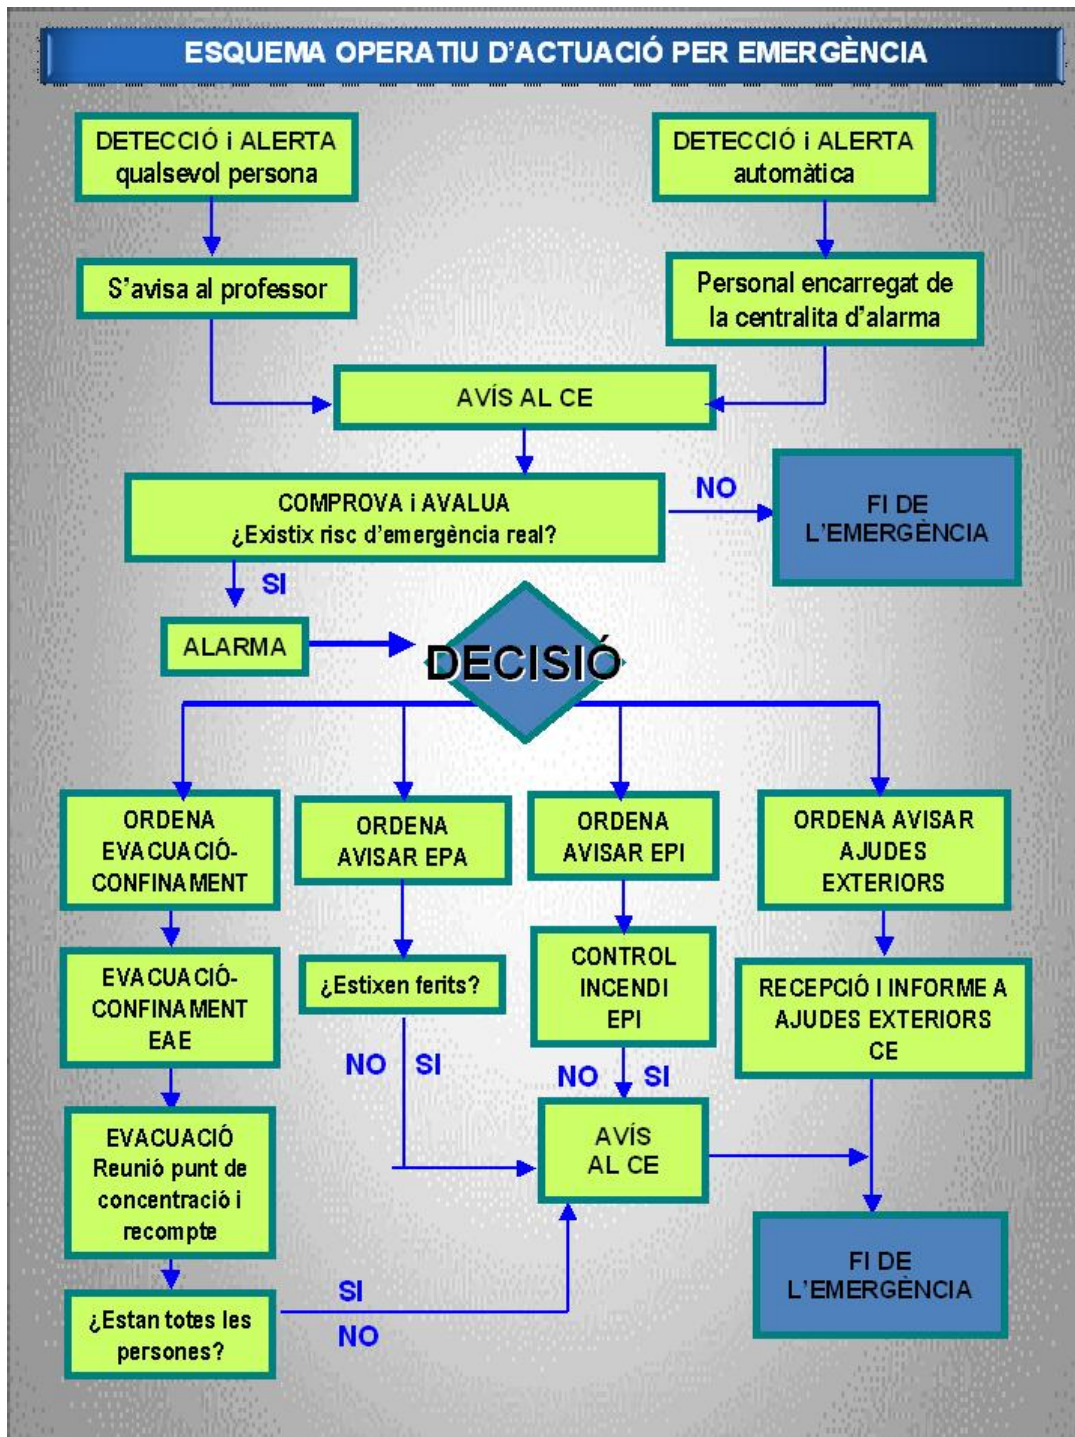 ESQUEMA OPERATIU D'ACTUACIÓ PER EMERGÈNCIA
DETECCIÓ i ALERTA
qualsevol persona
DETECCIÓ i ALERTA
automàtica
S'avisa al professor
Personal encarregat de
la centralita d'alarma
AVÍS AL CE
COMPROVA i AVALUA
¿Existix risc d'emergència real?
NO
FI DE
L'EMERGÈNCIA
SI
ALARMA
DECISIÓ
ORDENA
EVACUACIÓ-
CONFINAMENT
ORDENA
AVISAR EPA
ORDENA
AVISAR EPI
ORDENA AVISAR
AJUDES
EXTERIORS
EVACUACIÓ-
CONFINAMENT
EAE
¿Estixen ferits?
CONTROL
INCENDI
EPI
RECEPCIÓ I INFORME A
AJUDES EXTERIORS
CE
NO SI
NO SI
EVACUACIÓ
Reunió punt de
concentració i
recompte
AVÍS
AL CE
FI DE
L'EMERGÈNCIA
¿Estan totes les
persones?
SI
NO